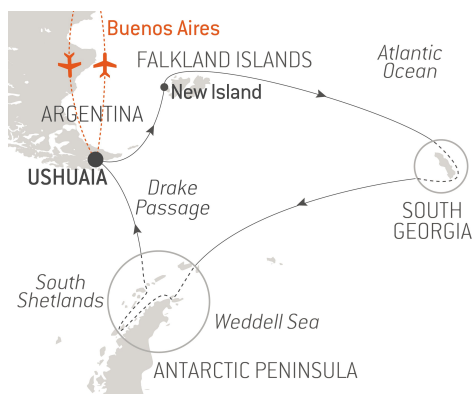 Buenos Aires
FALKLAND ISLANDS
Atlantic
Ocean
New Island
ARGENTINA
USHUAIA
Drake
Passage
SOUTH
GEORGIA
South
Shetlands
Weddell Sea
ANTARCTIC PENINSULA